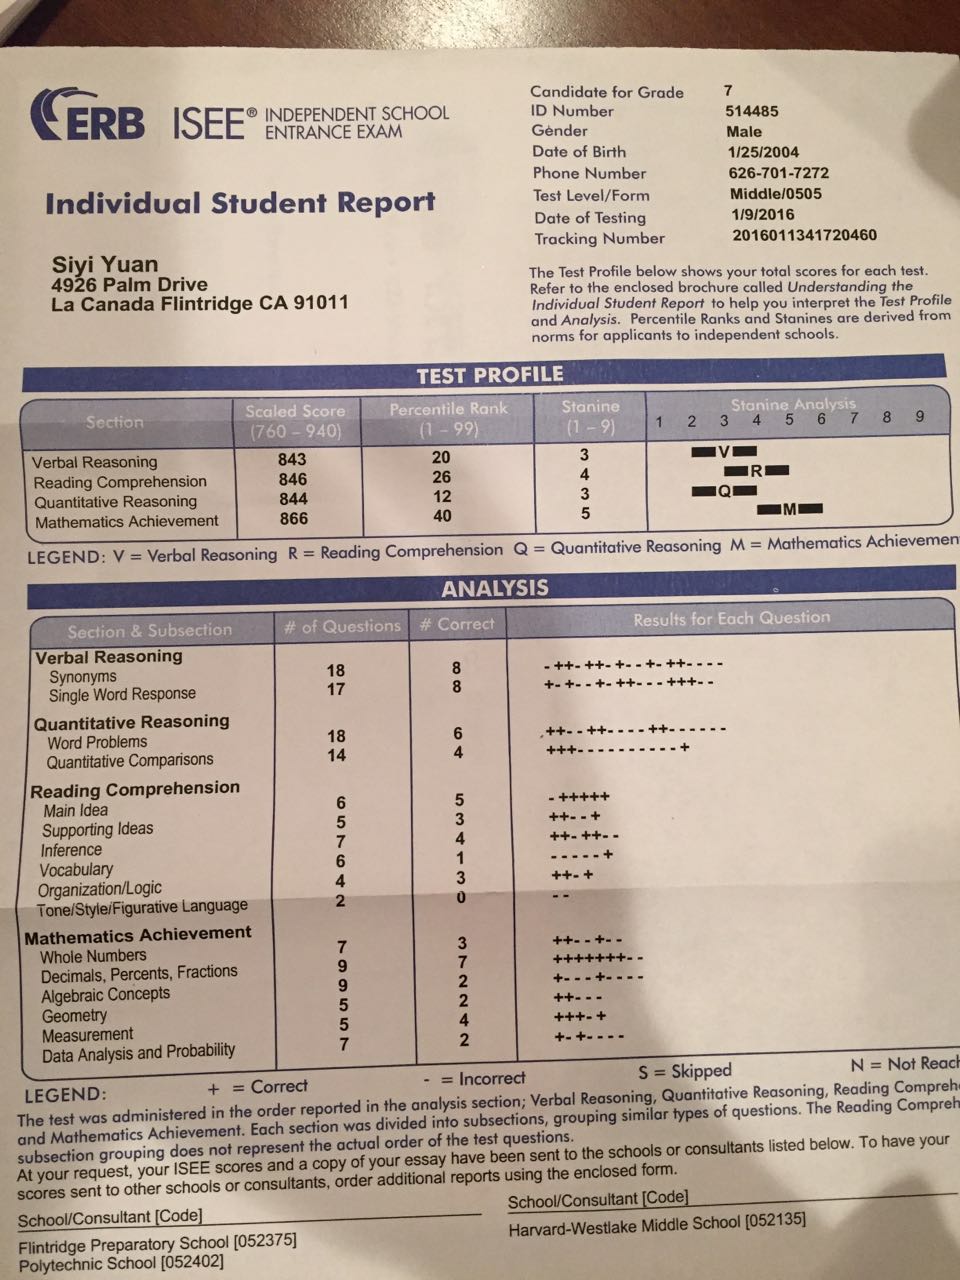 ERB ISEE® INDEPENDENT SCHOOL
ENTRANCE EXAM
Individual Student Report
Siyi Yuan
4926 Palm Drive
La Canada Flintridge CA 91011
Candidate for Grade 7
ID Number 514485
Gender Male
Date of Birth 1/25/2004
Phone Number 626-701-7272
Test Level/Form Middle/0505
Date of Testing 1/9/2016
Tracking Number 2016011341720460
The Test Profile below shows your total scores for each test.
Refer to the enclosed brochure called Understanding the
Individual Student Report to help you interpret the Test Profile
and Analysis. Percentile Ranks and Stanines are derived from
norms for applicants to independent schools.
TEST PROFILE
Section Scaled Score (760 – 940) Percentile Rank (1 – 99) Stanine (1 – 9) Stanine Analysis
1 2 3 4 5 6 7 8 9
Verbal Reasoning 843 20 3 V
Reading Comprehension 846 26 4 R
Quantitative Reasoning 844 12 3 Q
Mathematics Achievement 866 40 5 M
LEGEND: V = Verbal Reasoning R = Reading Comprehension Q = Quantitative Reasoning M = Mathematics Achievemen
ANALYSIS
Section & Subsection # of Questions # Correct Results for Each Question
Verbal Reasoning
Synonyms 18 8 -++-++-+--+-++----
Single Word Response 17 8 +-+--+-++---+++--
Quantitative Reasoning
Word Problems 18 6 ++--++----++------
Quantitative Comparisons 14 4 +++----------+
Reading Comprehension
Main Idea 6 5 -+++++
Supporting Ideas 5 3 ++--+
Inference 7 4 ++-++--
Vocabulary 6 1 -----+
Organization/Logic 4 3 ++-+
Tone/Style/Figurative Language 2 0 --
Mathematics Achievement
Whole Numbers 7 3 ++--+--
Decimals, Percents, Fractions 9 7 +++++++--
Algebraic Concepts 9 2 +---+----
Geometry 5 2 ++---
Measurement 5 4 +++-+
Data Analysis and Probability 7 2 +-+----
LEGEND: + = Correct - = Incorrect S = Skipped N = Not Reach
The test was administered in the order reported in the analysis section; Verbal Reasoning, Quantitative Reasoning, Reading Compreh
and Mathematics Achievement. Each section was divided into subsections, grouping similar types of questions. The Reading Compreh
subsection grouping does not represent the actual order of the test questions.
At your request, your ISEE scores and a copy of your essay have been sent to the schools or consultants listed below. To have your
scores sent to other schools or consultants, order additional reports using the enclosed form.
School/Consultant [Code] School/Consultant [Code]
Flintridge Preparatory School [052375] Harvard-Westlake Middle School [052135]
Polytechnic School [052402]